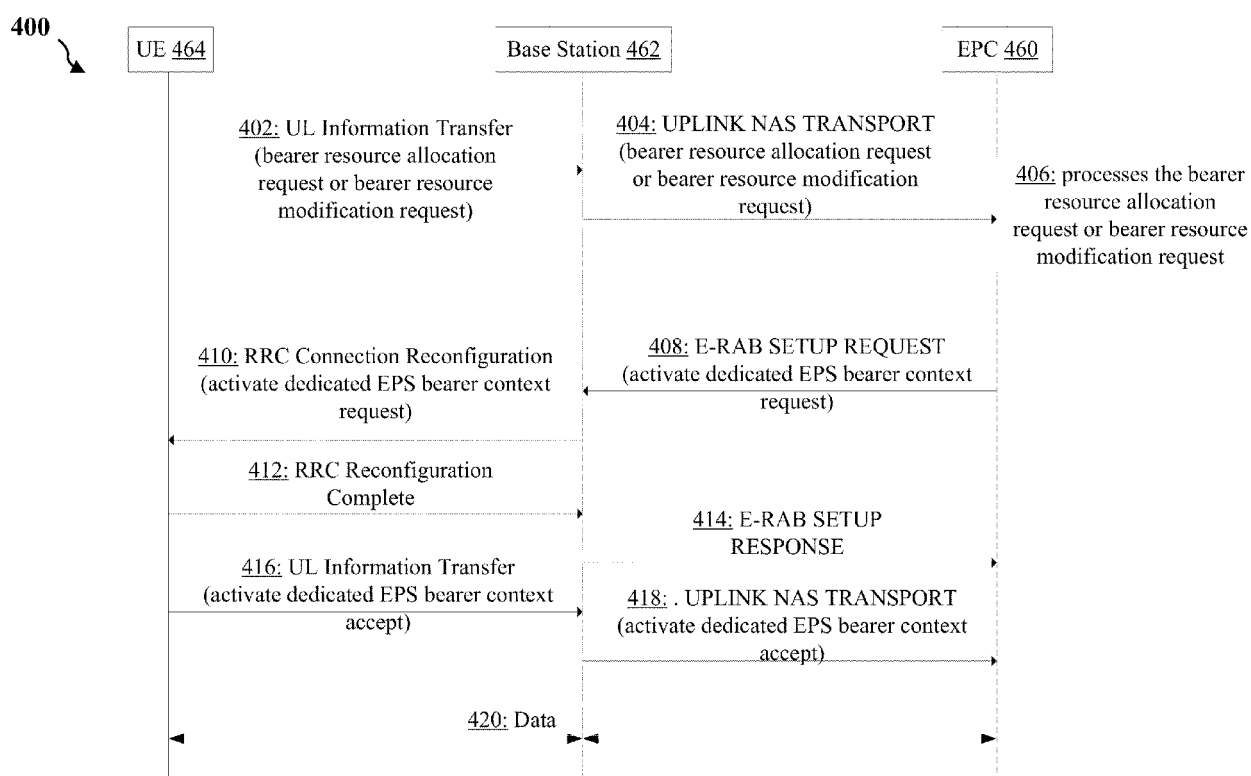 400
UE 464
Base Station 462
EPC 460
402: UL Information Transfer
(bearer resource allocation
request or bearer resource
modification request)
404: UPLINK NAS TRANSPORT
(bearer resource allocation request
or bearer resource modification
request)
406: processes the bearer
resource allocation
request or bearer resource
modification request
408: E-RAB SETUP REQUEST
(activate dedicated EPS bearer context
request)
410: RRC Connection Reconfiguration
(activate dedicated EPS bearer context
request)
412: RRC Reconfiguration
Complete
414: E-RAB SETUP
RESPONSE
416: UL Information Transfer
(activate dedicated EPS bearer context
accept)
418: . UPLINK NAS TRANSPORT
(activate dedicated EPS bearer context
accept)
420: Data